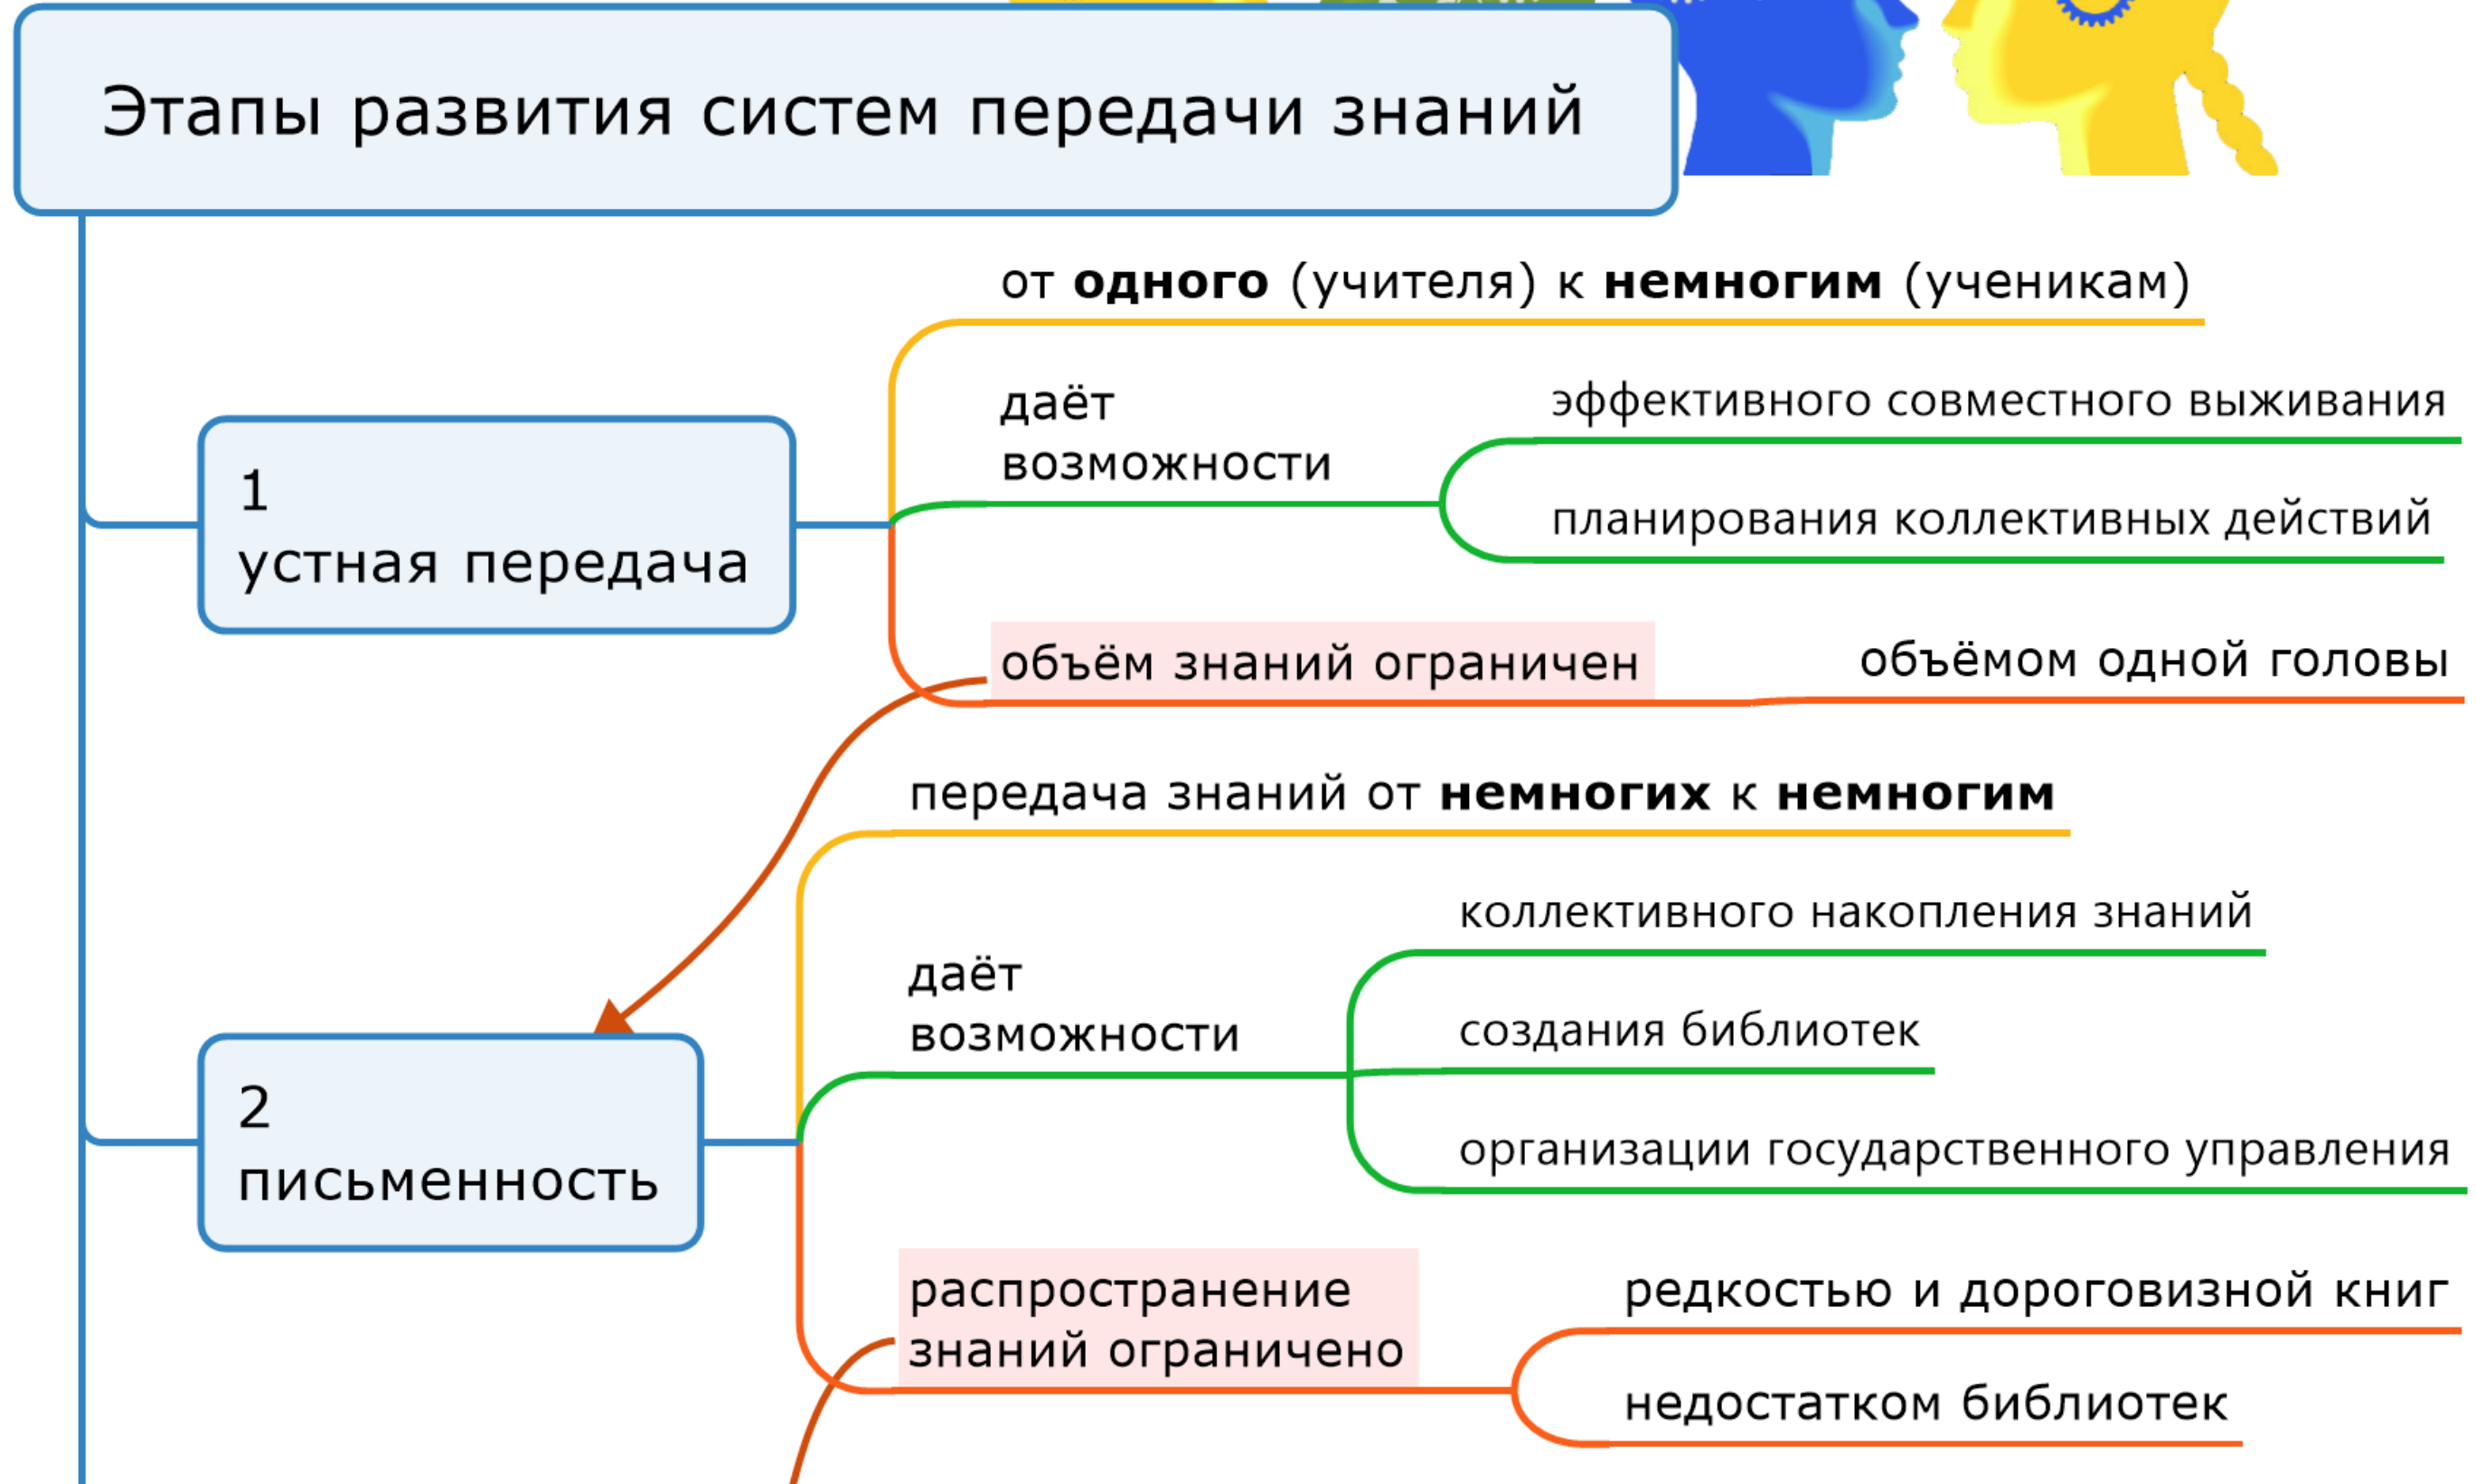 Этапы развития систем передачи знаний
от одного (учителя) к немногим (ученикам)
1
устная передача
даёт
возможности
эффективного совместного выживания
планирования коллективных действий
объём знаний ограничен
объёмом одной головы
передача знаний от немногих к немногим
2
письменность
даёт
возможности
коллективного накопления знаний
создания библиотек
организации государственного управления
распространение
знаний ограничено
редкостью и дороговизной книг
недостатком библиотек